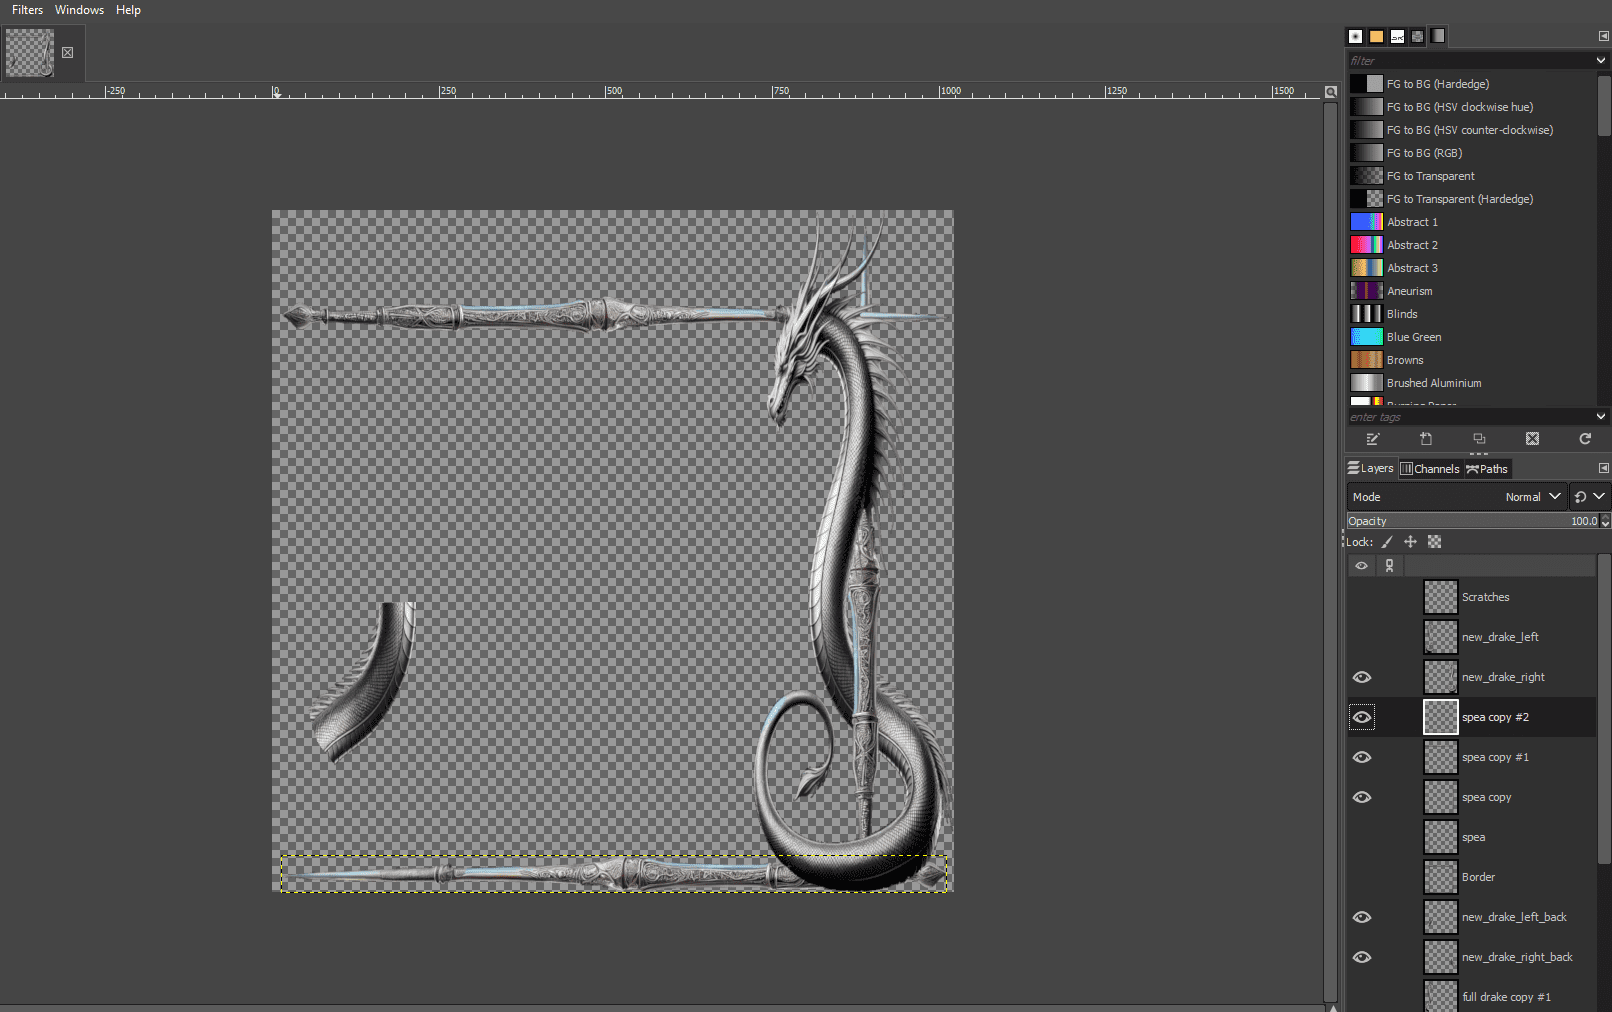 Filters Windows Help
-250 0 250 500 750 1000 1250 1500
filter
FG to BG (Hardedge)
FG to BG (HSV clockwise hue)
FG to BG (HSV counter-clockwise)
FG to BG (RGB)
FG to Transparent
FG to Transparent (Hardedge)
Abstract 1
Abstract 2
Abstract 3
Aneurism
Blinds
Blue Green
Browns
Brushed Aluminium
Burning Paper
enter tags
Layers Channels Paths
Mode Normal
Opacity 100.0
Lock:
Scratches
new_drake_left
new_drake_right
spea copy #2
spea copy #1
spea copy
spea
Border
new_drake_left_back
new_drake_right_back
full drake copy #1